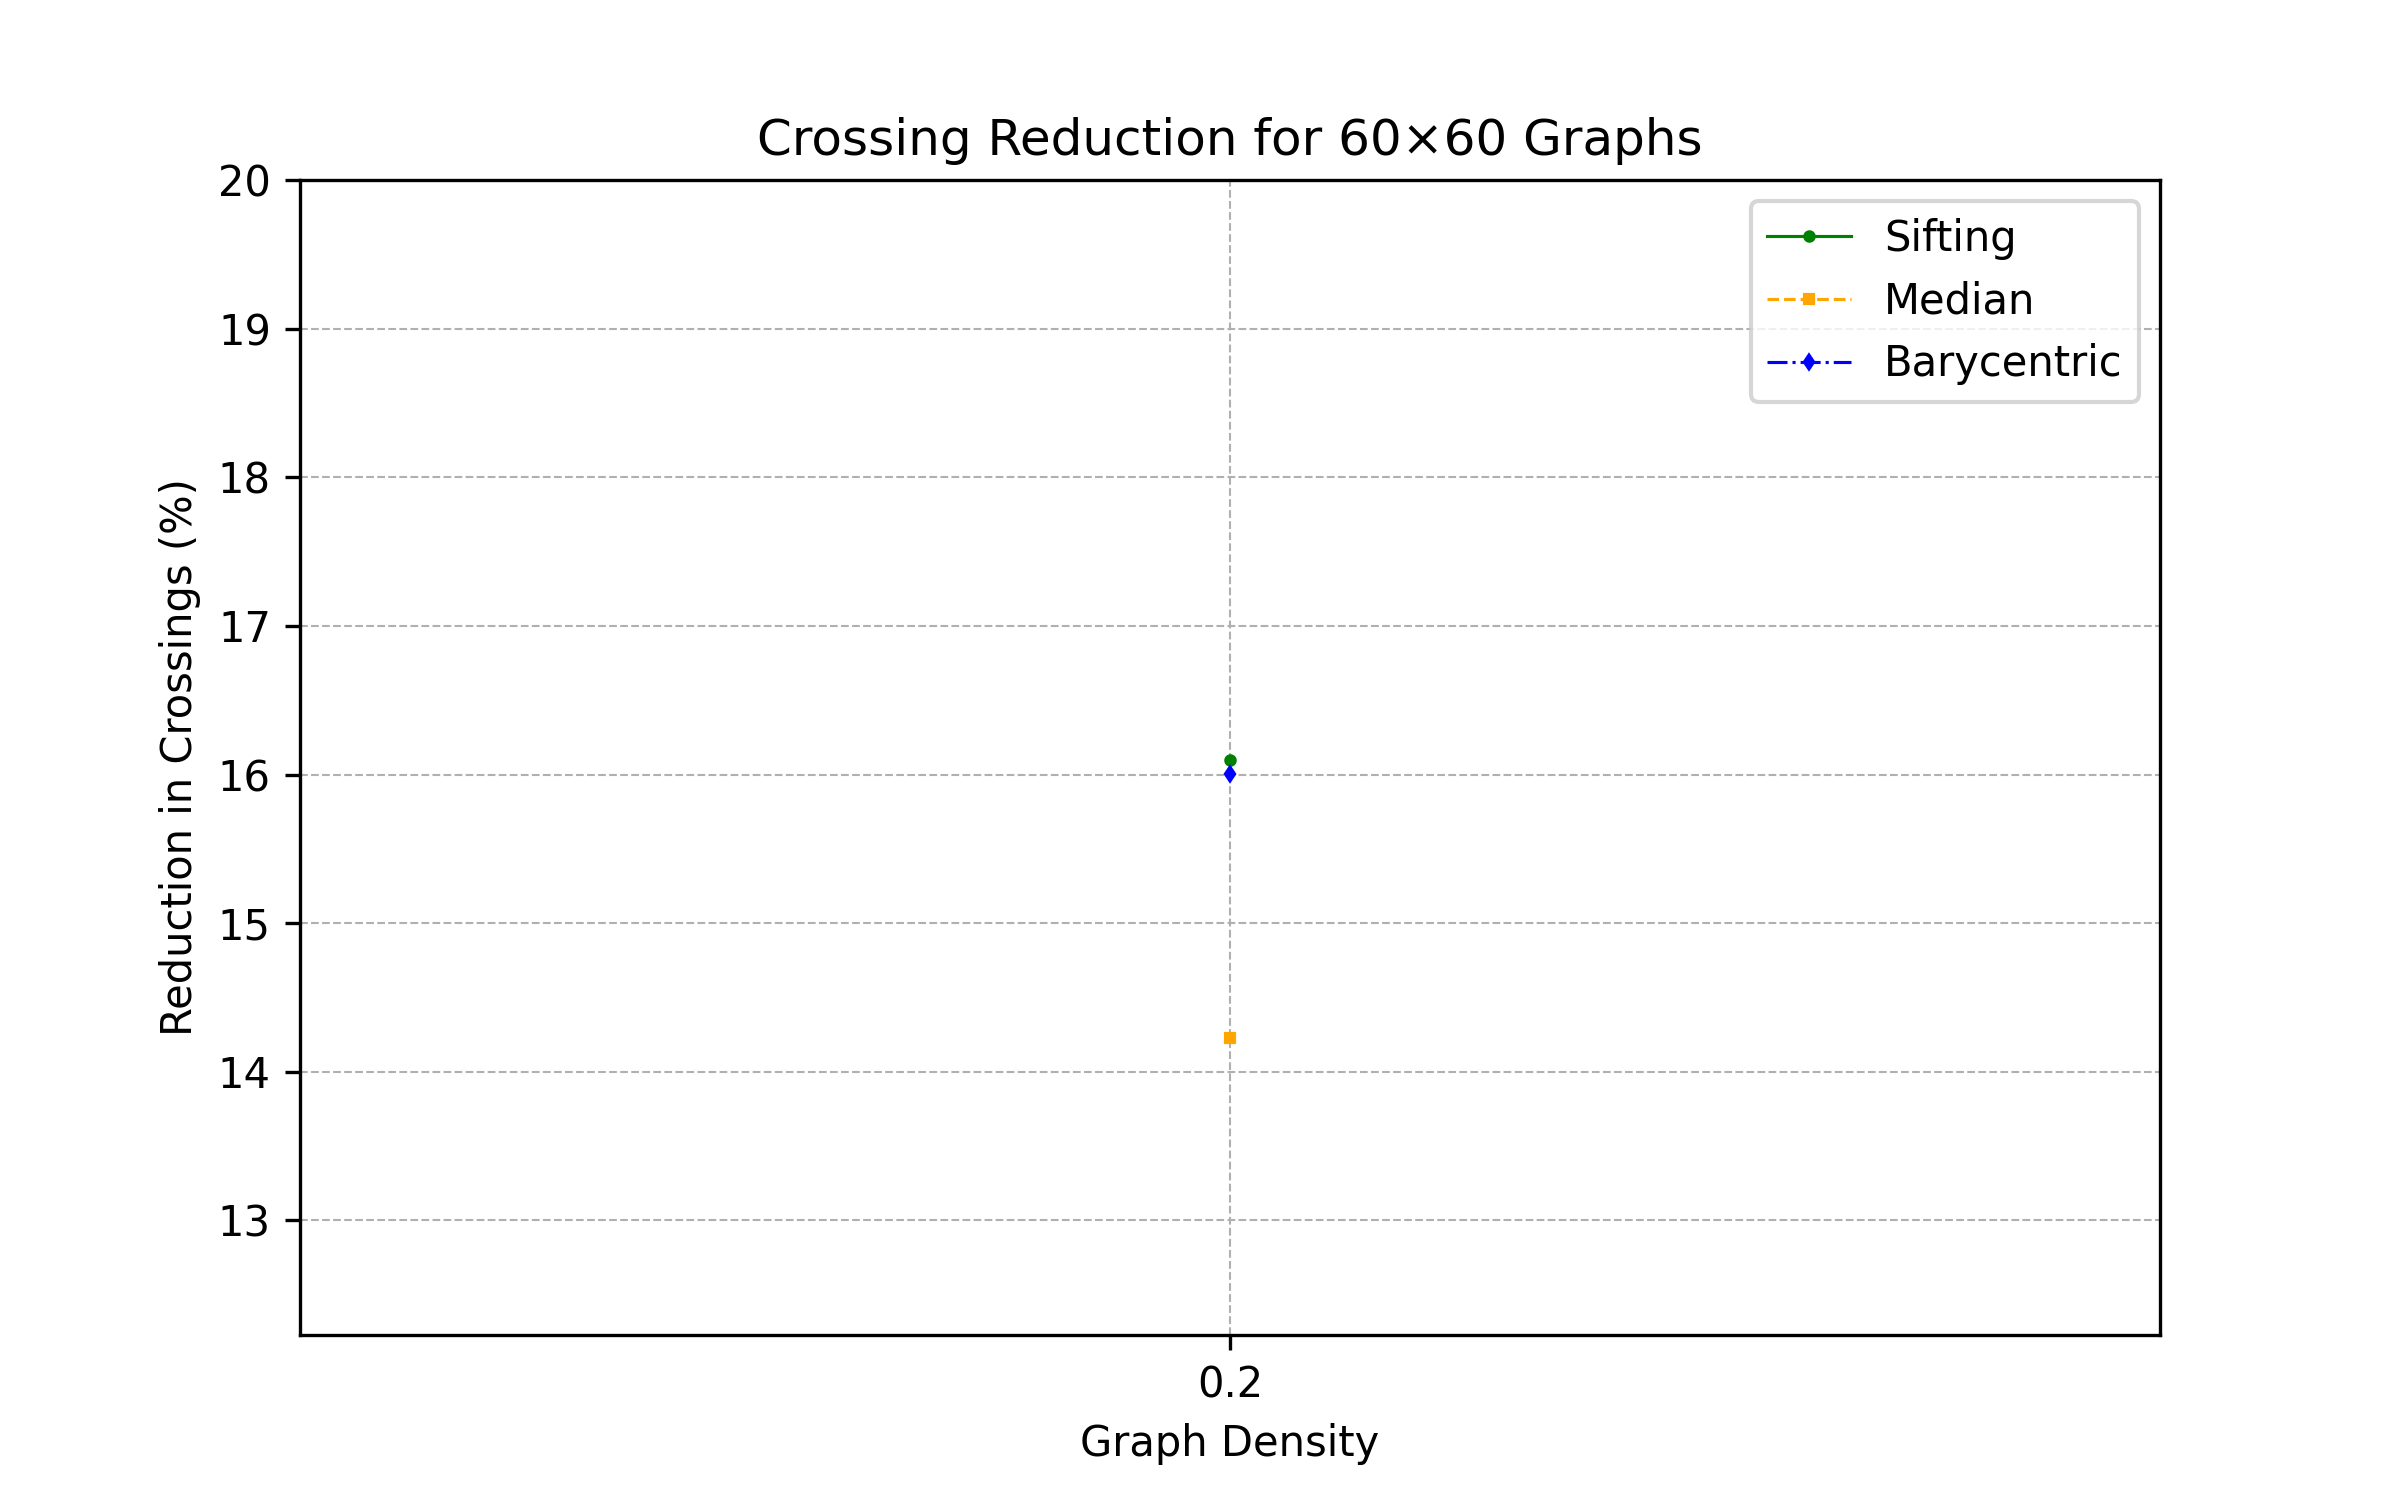 Crossing Reduction for 60×60 Graphs
20
19
18
17
16
15
14
13
Reduction in Crossings (%)
Sifting
Median
Barycentric
0.2
Graph Density